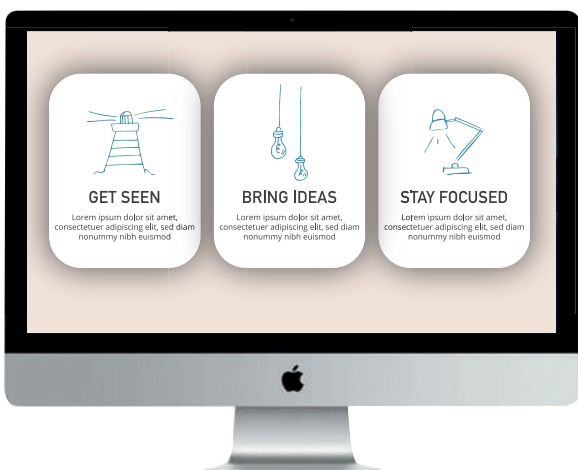 GET SEEN
Lorem ipsum dolor sit amet,
consectetuer adipiscing elit, sed diam
nonummy nibh euismod
BRING IDEAS
Lorem ipsum dolor sit amet,
consectetuer adipiscing elit, sed diam
nonummy nibh euismod
STAY FOCUSED
Lorem ipsum dolor sit amet,
consectetuer adipiscing elit, sed diam
nonummy nibh euismod